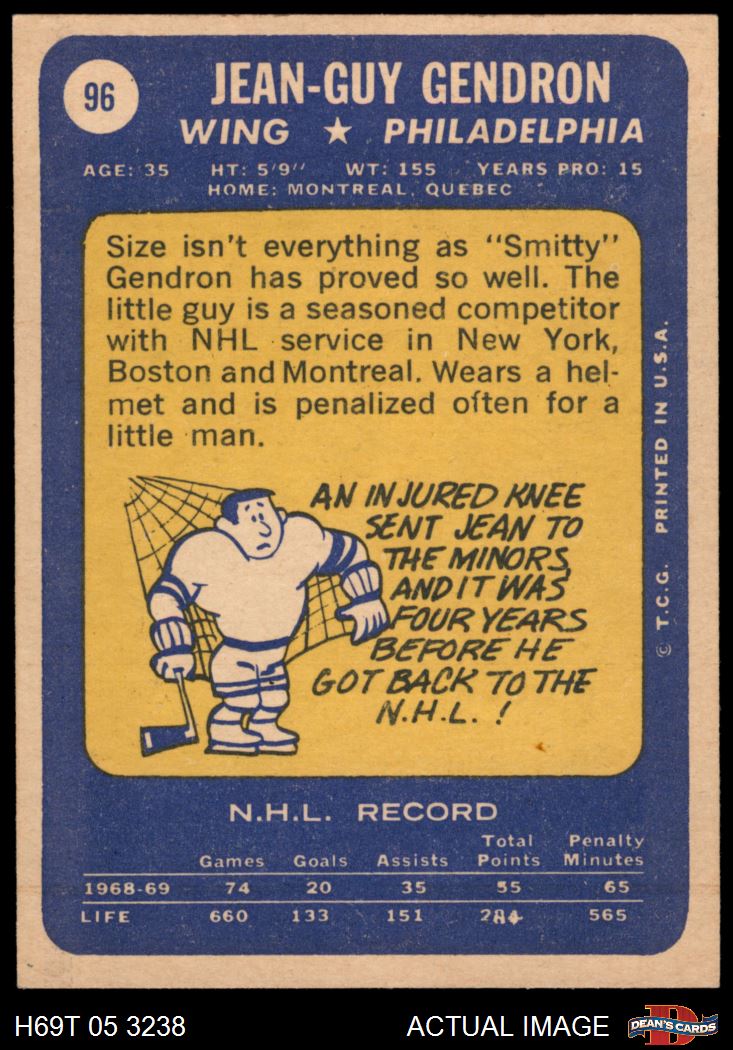 96
JEAN-GUY GENDRON
WING ★ PHILADELPHIA
AGE: 35 HT: 5'9" WT: 155 YEARS PRO: 15
HOME: MONTREAL, QUEBEC
Size isn't everything as "Smitty"
Gendron has proved so well. The
little guy is a seasoned competitor
with NHL service in New York,
Boston and Montreal. Wears a hel-
met and is penalized often for a
little man.
AN INJURED KNEE
SENT JEAN TO
THE MINORS
AND IT WAS
FOUR YEARS
BEFORE HE
GOT BACK TO THE
N.H.L. !
© T.C.G. PRINTED IN U.S.A.
N.H.L. RECORD
Games Goals Assists Total Points Penalty Minutes
1968-69 74 20 35 55 65
LIFE 660 133 151 284 565
H69T 05 3238
ACTUAL IMAGE
D
DEAN'S CARDS